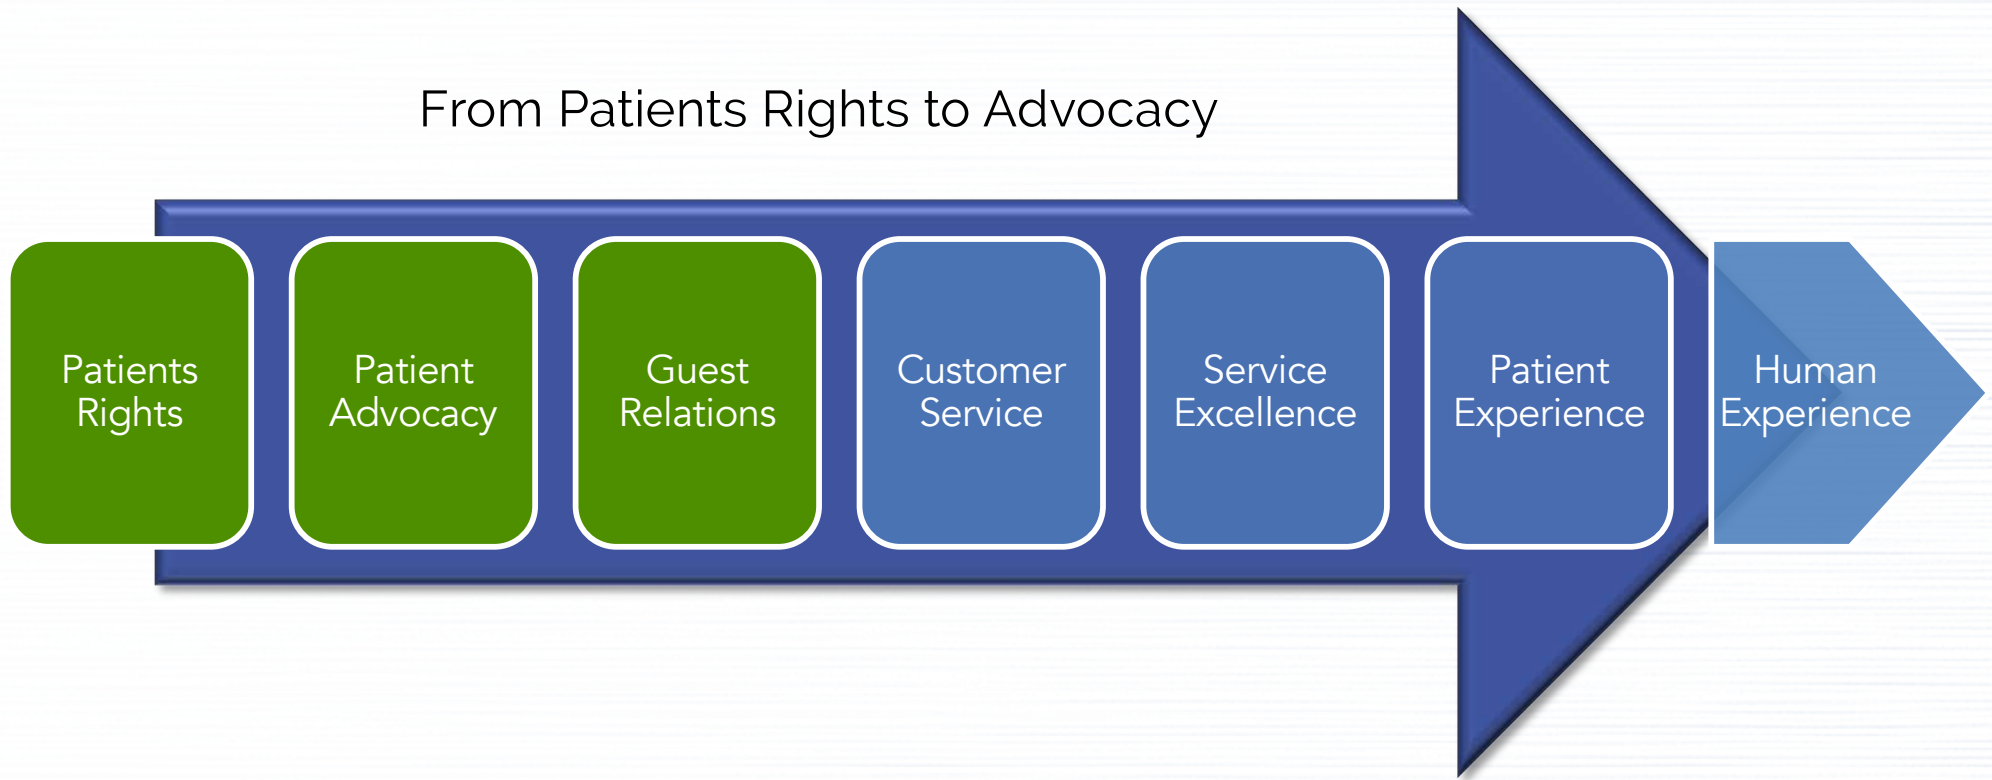 From Patients Rights to Advocacy
Patients
Rights
Patient
Advocacy
Guest
Relations
Customer
Service
Service
Excellence
Patient
Experience
Human
Experience